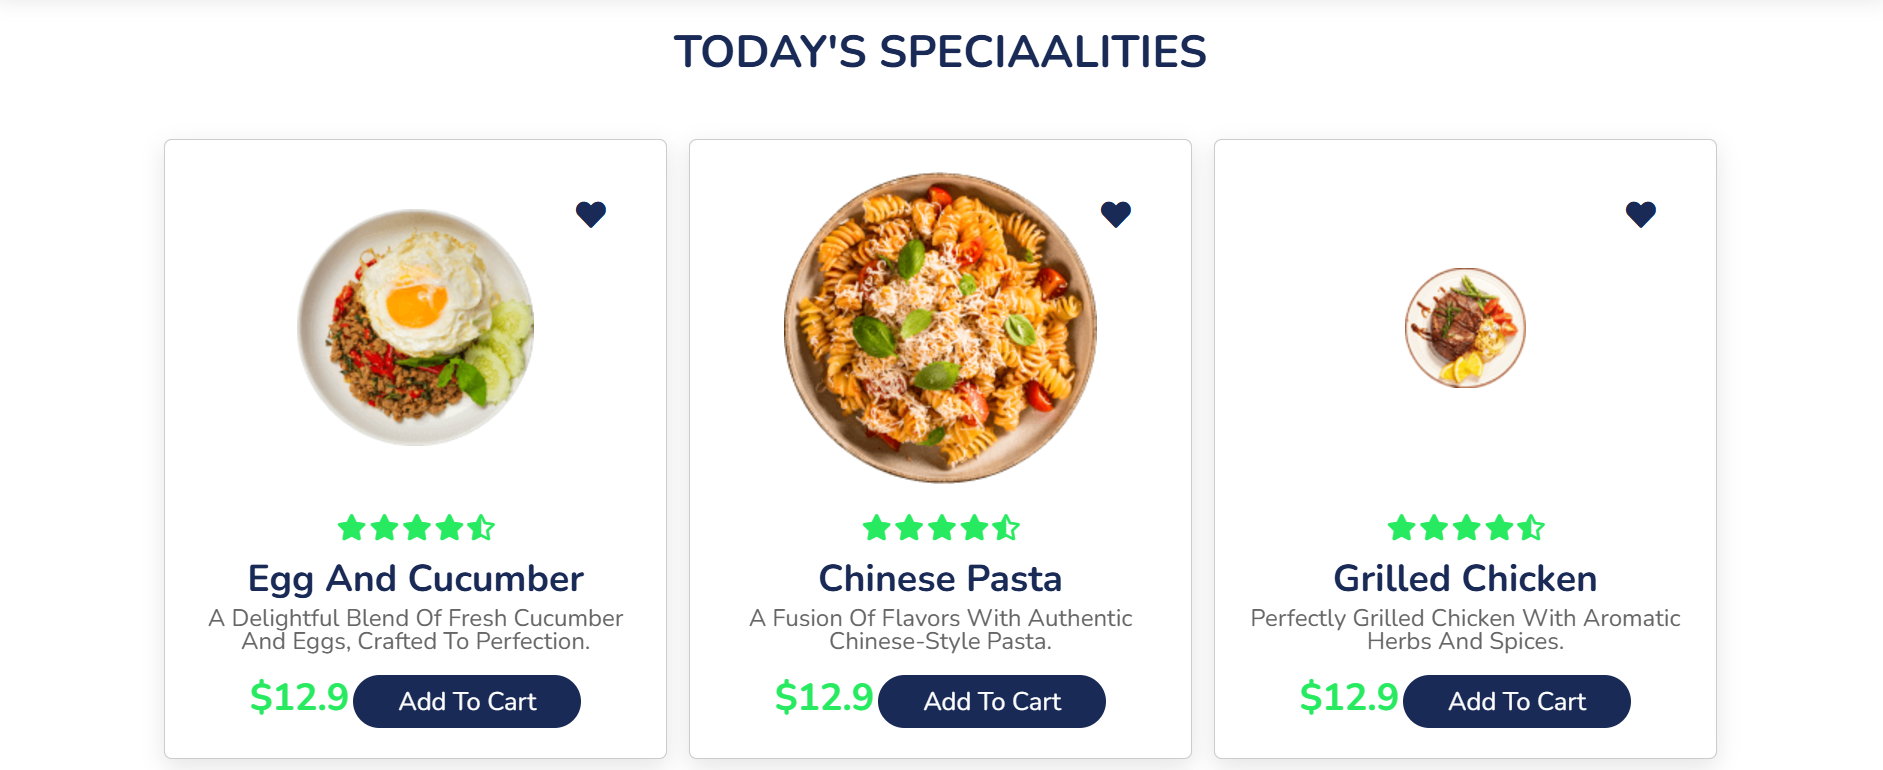 TODAY'S SPECIAALITIES
Egg And Cucumber
A Delightful Blend Of Fresh Cucumber
And Eggs, Crafted To Perfection.
$12.9 Add To Cart
Chinese Pasta
A Fusion Of Flavors With Authentic
Chinese-Style Pasta.
$12.9 Add To Cart
Grilled Chicken
Perfectly Grilled Chicken With Aromatic
Herbs And Spices.
$12.9 Add To Cart